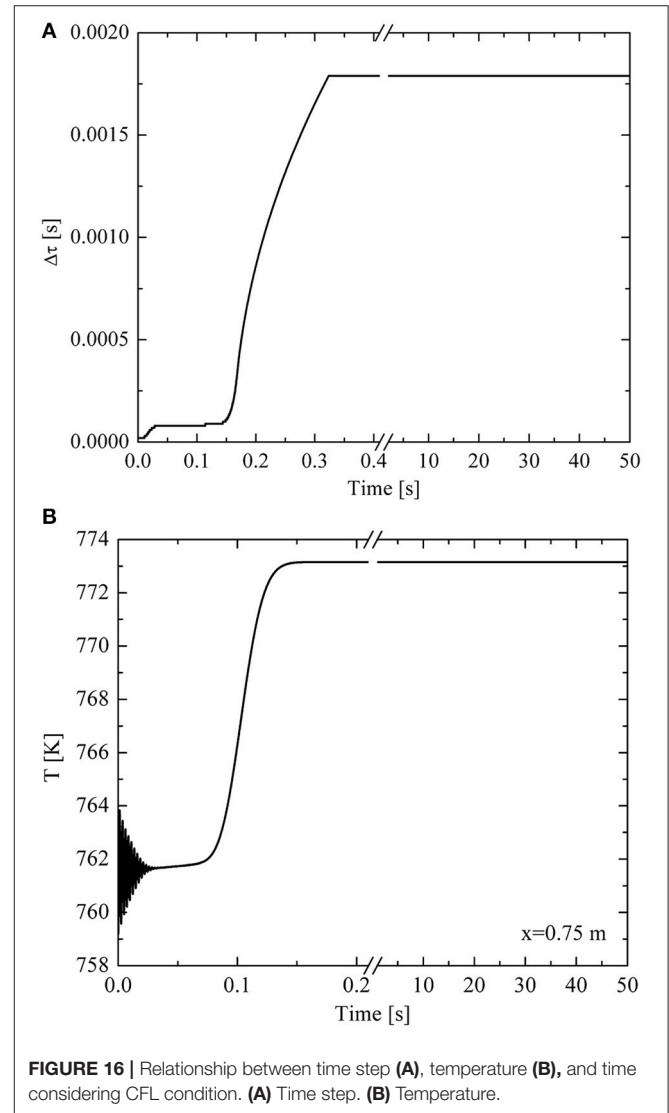 A
0.0020
0.0015
0.0010
0.0005
0.0000
Δτ [s]
0.0 0.1 0.2 0.3 0.4 10 20 30 40 50
Time [s]
B
774
772
770
768
766
764
762
760
758
T [K]
x=0.75 m
0.0 0.1 0.2 10 20 30 40 50
Time [s]
FIGURE 16 | Relationship between time step (A), temperature (B), and time
considering CFL condition. (A) Time step. (B) Temperature.